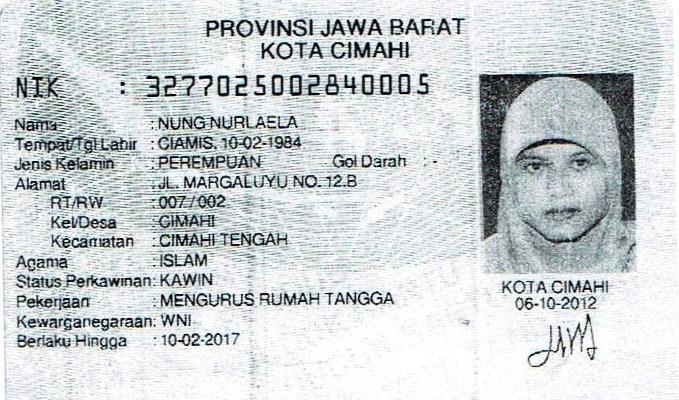 PROVINSI JAWA BARAT
KOTA CIMAHI
NIK : 3277025002840005
Nama : NUNG NURLAELA
Tempat/Tgl Lahir : CIAMIS, 10-02-1984
Jenis Kelamin : PEREMPUAN Gol Darah : -
Alamat : JL. MARGALUYU NO. 12.B
RT/RW : 007 / 002
Kel/Desa : CIMAHI
Kecamatan : CIMAHI TENGAH
Agama : ISLAM
Status Perkawinan: KAWIN
Pekerjaan : MENGURUS RUMAH TANGGA
Kewarganegaraan: WNI
Berlaku Hingga : 10-02-2017
KOTA CIMAHI
06-10-2012